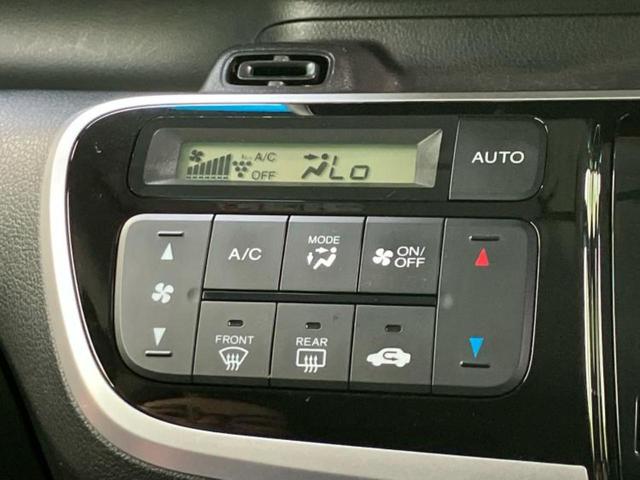 A/C
OFF
Lo
AUTO
A/C
MODE
ON/
OFF
FRONT
REAR